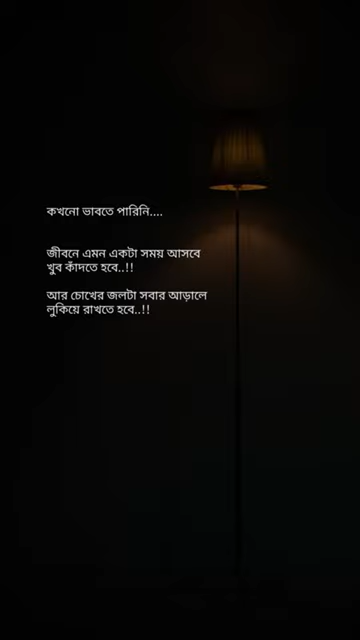 কখনো ভাবতে পারিনি....
জীবনে এমন একটা সময় আসবে
খুব কাঁদতে হবে..!!
আর চোখের জলটা সবার আড়ালে
লুকিয়ে রাখতে হবে..!!